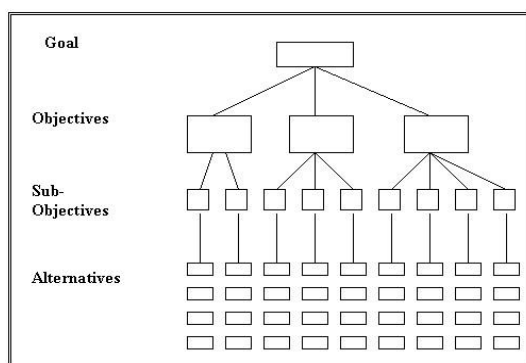 Goal
Objectives
Sub-
Objectives
Alternatives